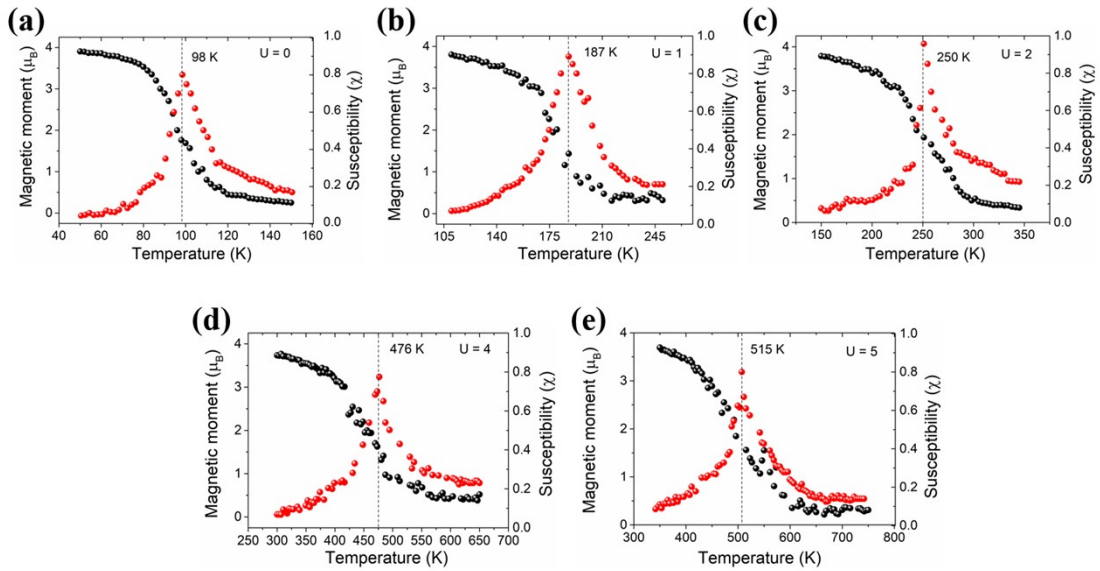 (a)
98 K
U = 0
Magnetic moment (μB)
4
3
2
1
0
Susceptibility (χ)
1.0
0.8
0.6
0.4
0.2
0.0
40 60 80 100 120 140 160
Temperature (K)
(b)
187 K
U = 1
Magnetic moment (μB)
4
3
2
1
0
Susceptibility (χ)
1.0
0.8
0.6
0.4
0.2
0.0
105 140 175 210 245
Temperature (K)
(c)
250 K
U = 2
Magnetic moment (μB)
4
3
2
1
0
Susceptibility (χ)
1.0
0.8
0.6
0.4
0.2
0.0
150 200 250 300 350
Temperature (K)
(d)
476 K
U = 4
Magnetic moment (μB)
4
3
2
1
0
Susceptibility (χ)
1.0
0.8
0.6
0.4
0.2
0.0
250 300 350 400 450 500 550 600 650 700
Temperature (K)
(e)
515 K
U = 5
Magnetic moment (μB)
4
3
2
1
0
Susceptibility (χ)
1.0
0.8
0.6
0.4
0.2
0.0
300 400 500 600 700 800
Temperature (K)